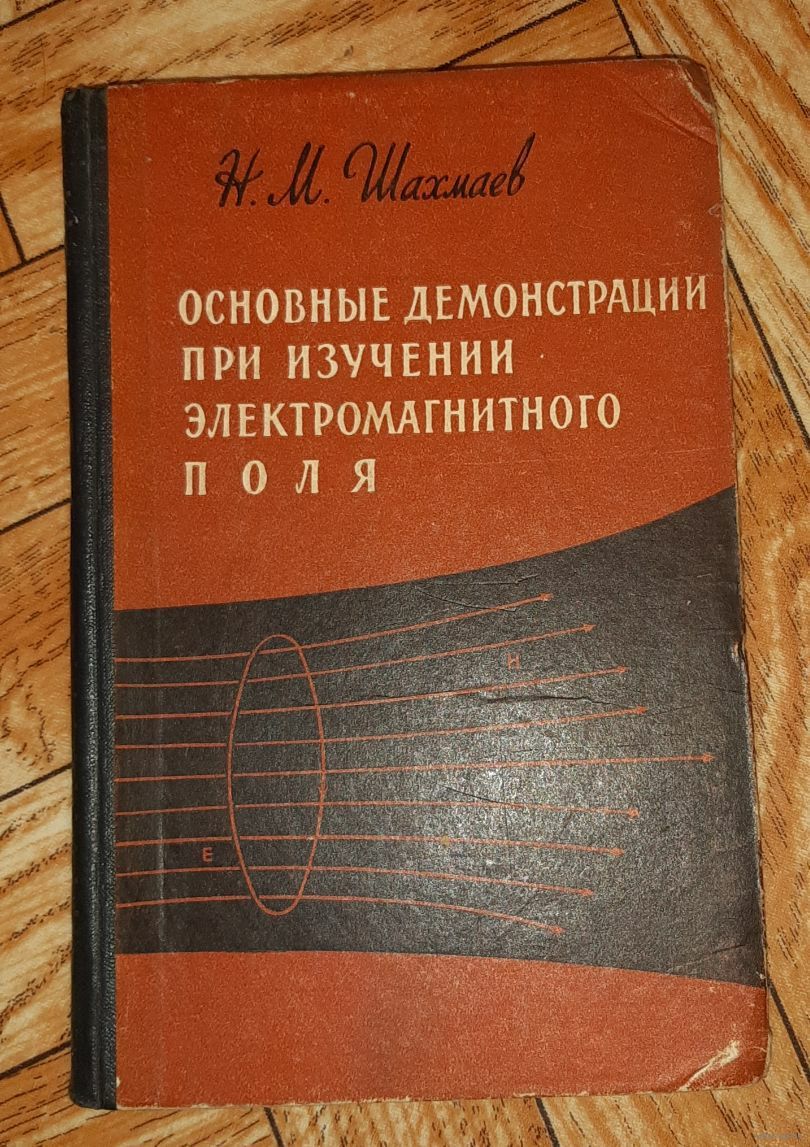 Н. М. Шахмаев
ОСНОВНЫЕ ДЕМОНСТРАЦИИ
ПРИ ИЗУЧЕНИИ
ЭЛЕКТРОМАГНИТНОГО
ПОЛЯ
H
E